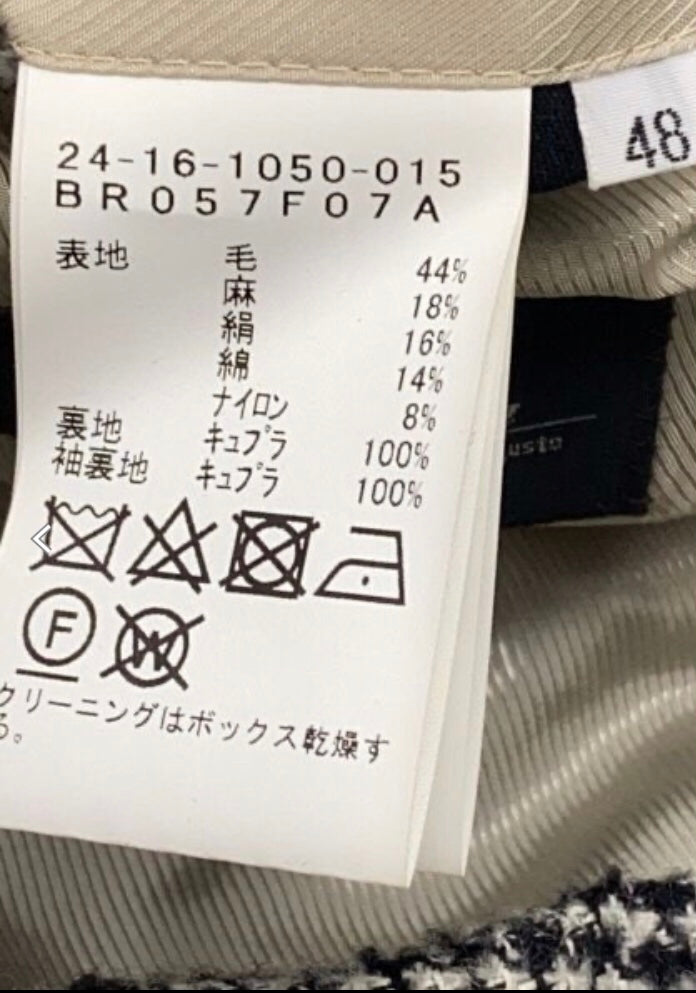 48
24-16-1050-015
BR057F07A
表地 毛 44%
麻 18%
絹 16%
綿 14%
ナイロン 8%
裏地 キュプラ 100%
袖裏地 キュプラ 100%
F W
クリーニングはボックス乾燥す
る。
usto